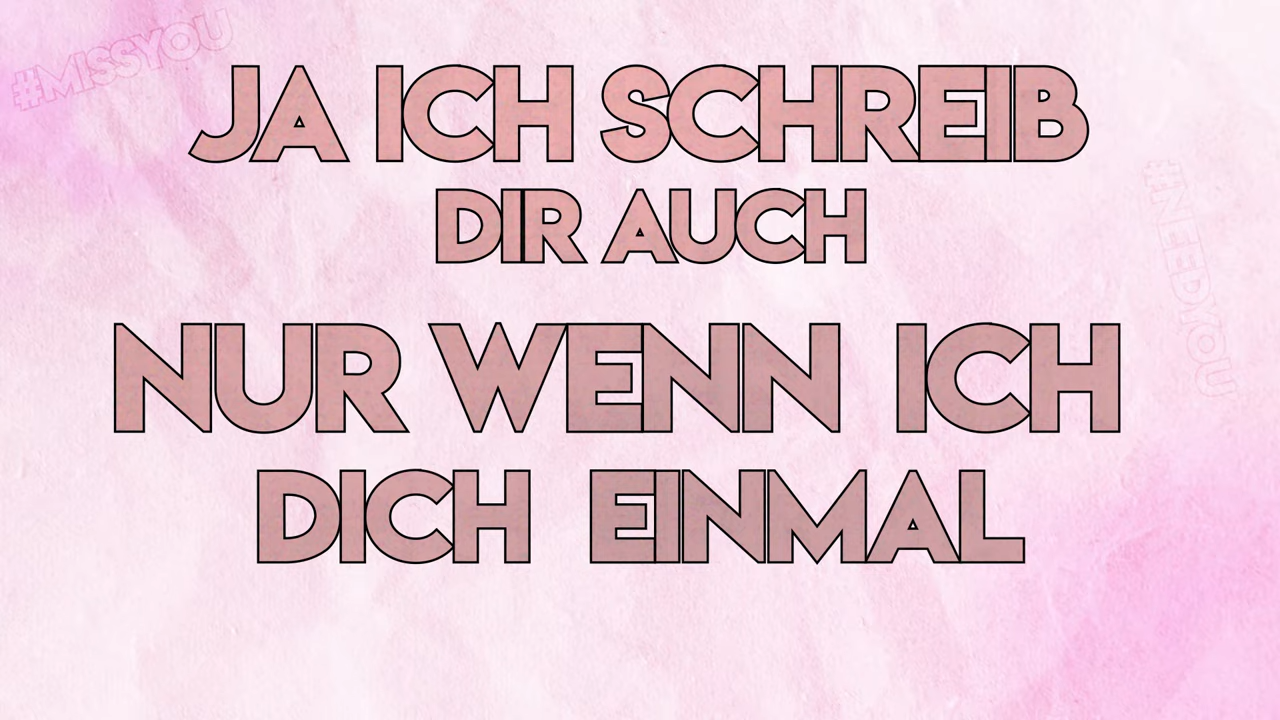 #MISSYOU
JA ICH SCHREIB
DIR AUCH
#NEEDYOU
NUR WENN ICH
DICH EINMAL